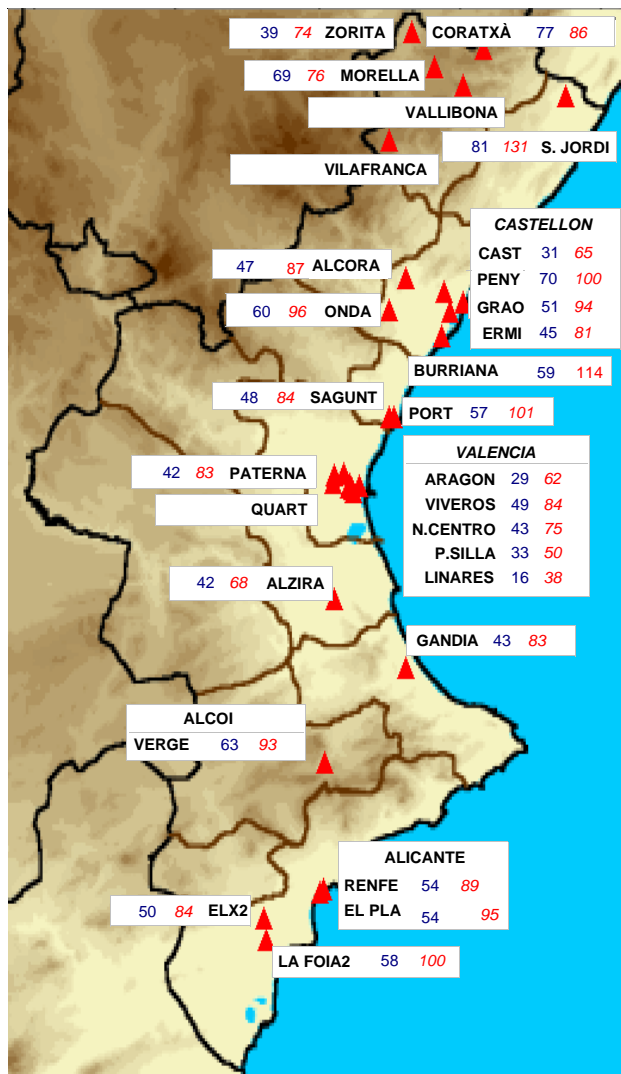 39 74 ZORITA
CORATXÀ 77 86
69 76 MORELLA
VALLIBONA
81 131 S. JORDI
VILAFRANCA
CASTELLON
CAST 31 65
PENY 70 100
GRAO 51 94
ERMI 45 81
47 87 ALCORA
60 96 ONDA
BURRIANA 59 114
48 84 SAGUNT
PORT 57 101
VALENCIA
ARAGON 29 62
VIVEROS 49 84
N.CENTRO 43 75
P.SILLA 33 50
LINARES 16 38
42 83 PATERNA
QUART
42 68 ALZIRA
GANDIA 43 83
ALCOI
VERGE 63 93
ALICANTE
RENFE 54 89
EL PLA 54 95
50 84 ELX2
LA FOIA2 58 100